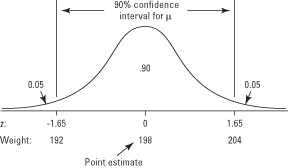 90% confidence
interval for μ
.90
0.05
0.05
z: -1.65 0 1.65
Weight: 192 198 204
Point estimate